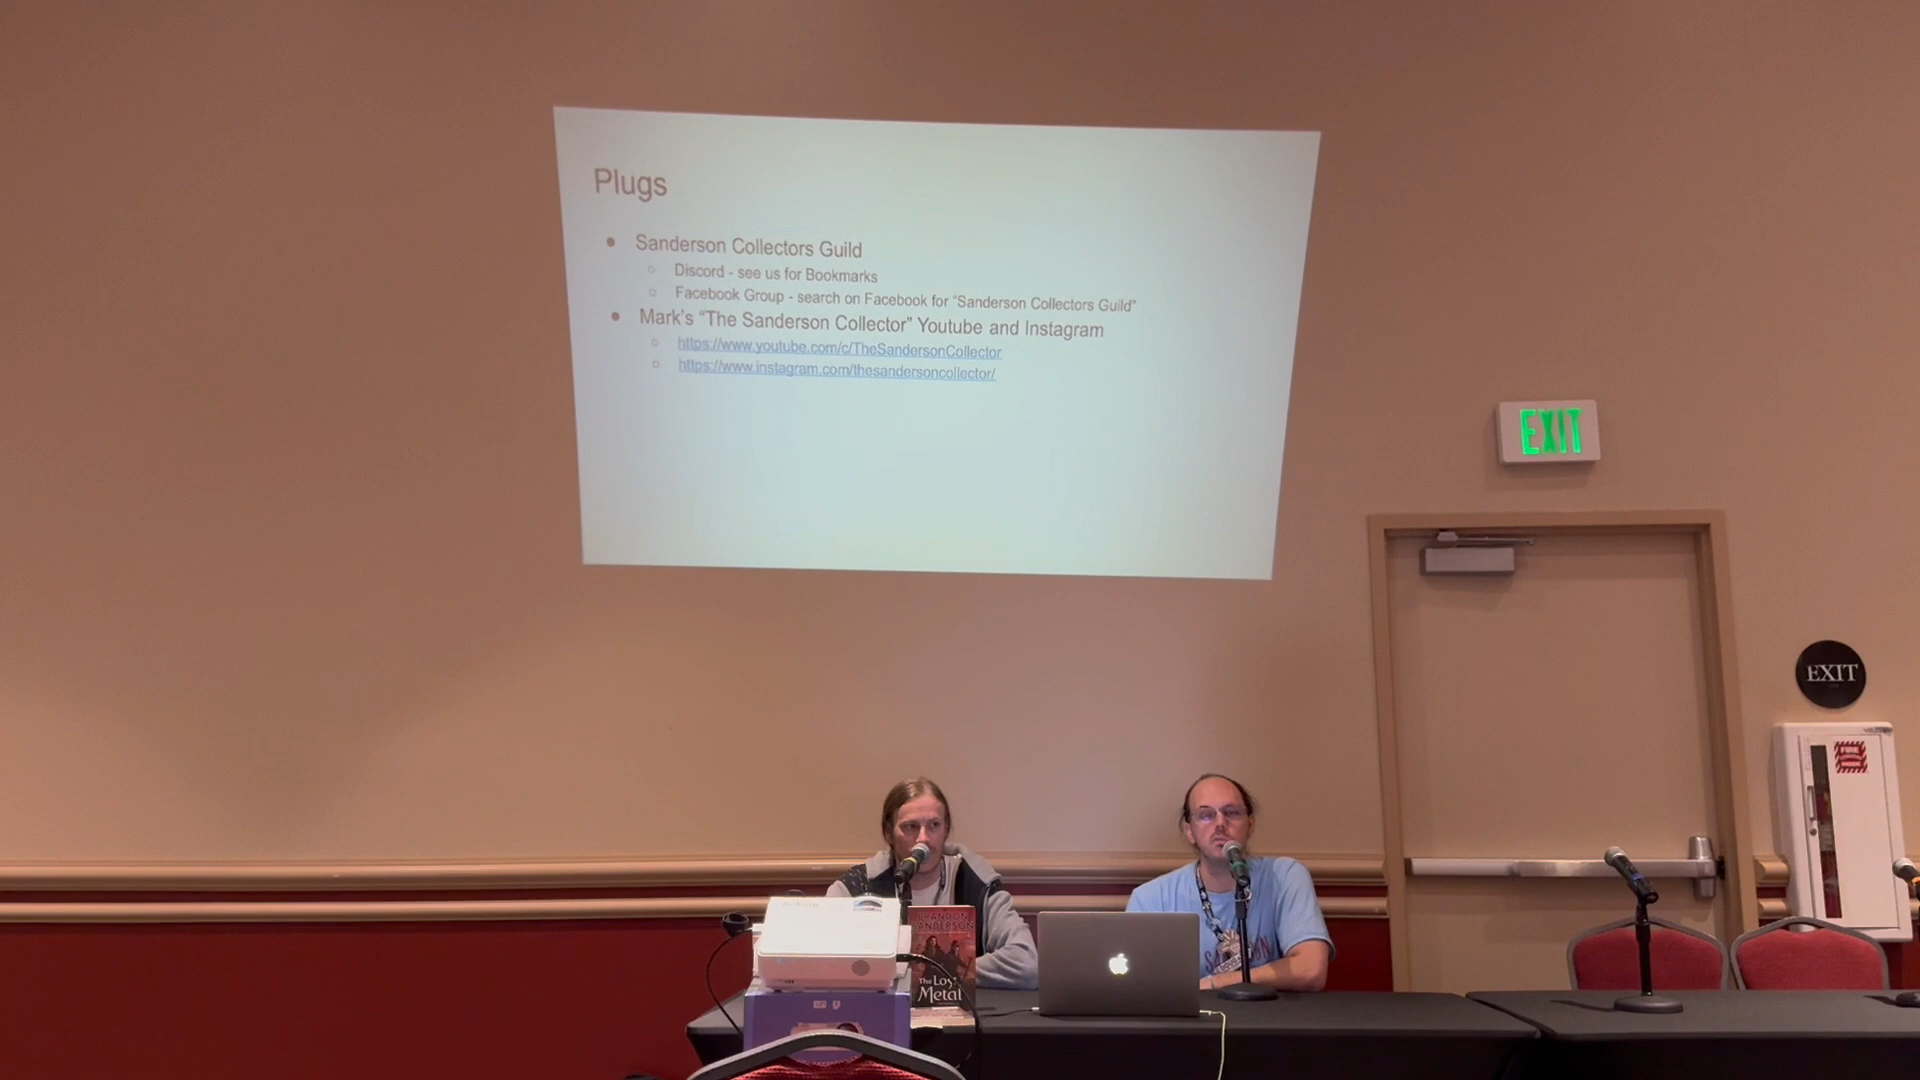 Plugs
Sanderson Collectors Guild
Discord - see us for Bookmarks
Facebook Group - search on Facebook for “Sanderson Collectors Guild”
Mark's “The Sanderson Collector” Youtube and Instagram
https://www.youtube.com/c/TheSandersonCollector
https://www.instagram.com/thesandersoncollector/
EXIT
EXIT
FIRE
BRANDON
SANDERSON
The Lost
Metal